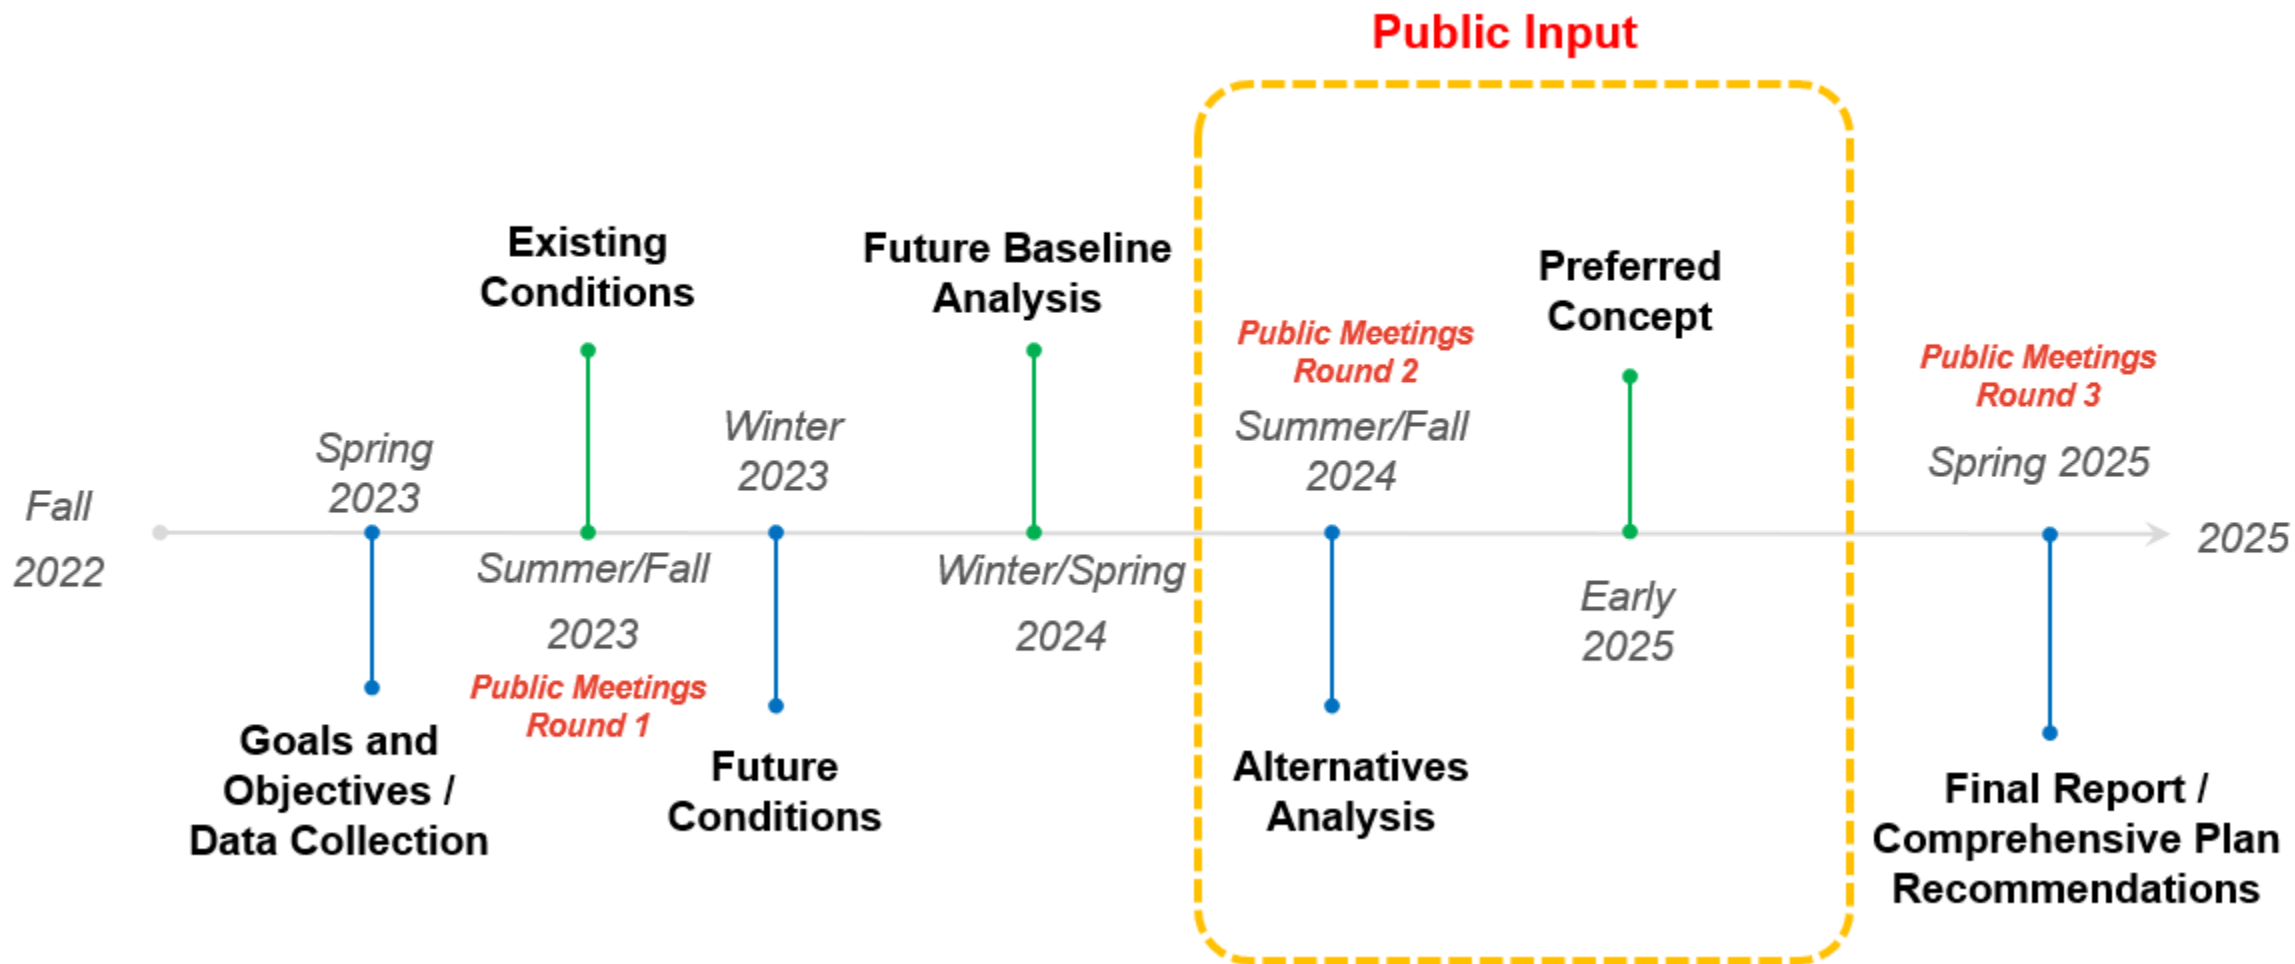 Public Input
Existing
Conditions
Future Baseline
Analysis
Preferred
Concept
Public Meetings
Round 2
Public Meetings
Round 3
Fall
2022
Spring
2023
Winter
2023
Summer/Fall
2024
Spring 2025
2025
Summer/Fall
2023
Public Meetings
Round 1
Winter/Spring
2024
Early
2025
Goals and
Objectives /
Data Collection
Future
Conditions
Alternatives
Analysis
Final Report /
Comprehensive Plan
Recommendations